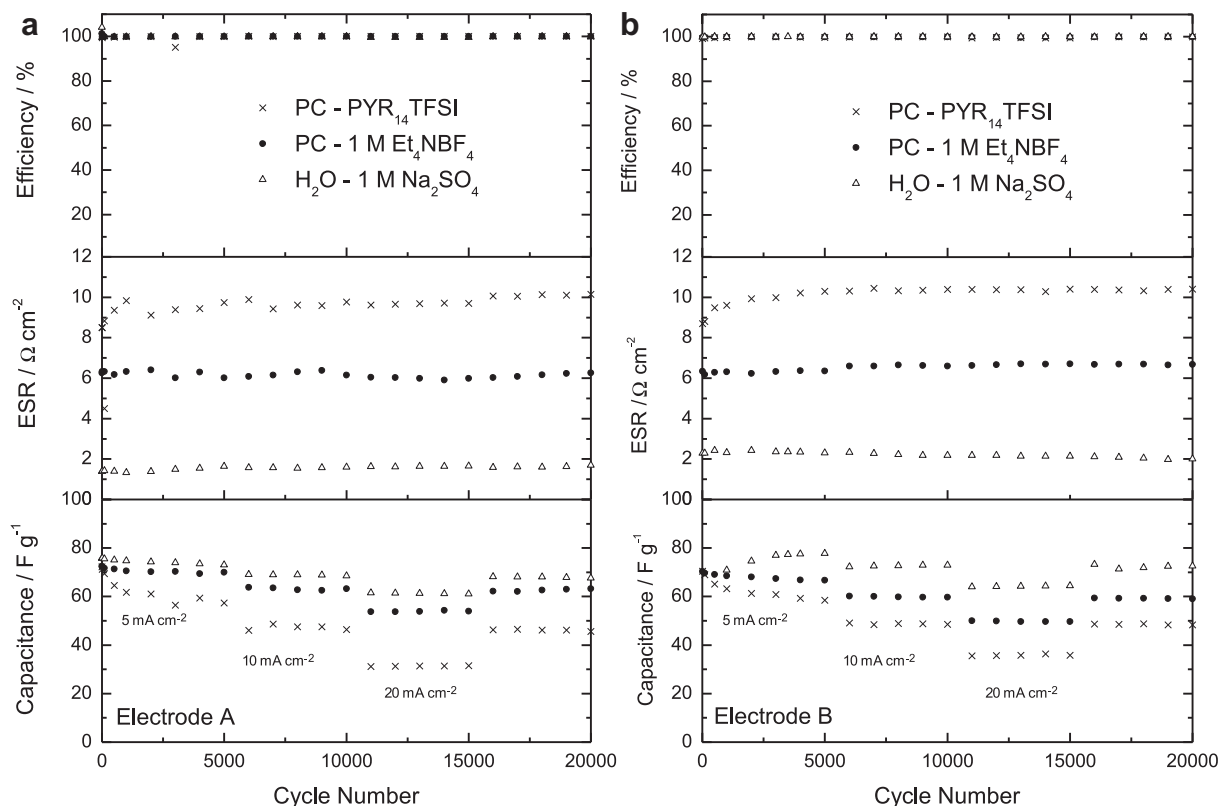 a
Efficiency / %
100
80
60
40
20
PC - PYR14TFSI
PC - 1 M Et4NBF4
H2O - 1 M Na2SO4
ESR / Ω cm-2
12
10
8
6
4
2
0
Capacitance / F g-1
100
80
60
40
20
0
5 mA cm-2
10 mA cm-2
20 mA cm-2
Electrode A
0
5000
10000
15000
20000
Cycle Number
b
Efficiency / %
100
80
60
40
20
PC - PYR14TFSI
PC - 1 M Et4NBF4
H2O - 1 M Na2SO4
ESR / Ω cm-2
12
10
8
6
4
2
0
Capacitance / F g-1
100
80
60
40
20
0
5 mA cm-2
10 mA cm-2
20 mA cm-2
Electrode B
0
5000
10000
15000
20000
Cycle Number